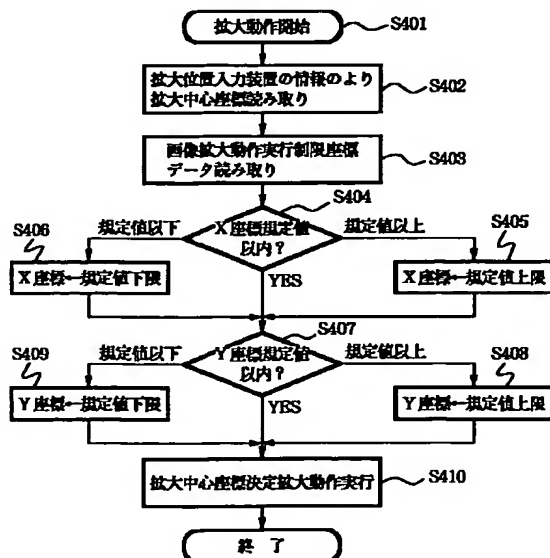 拡大動作開始
S401
拡大位置入力装置の情報のより
拡大中心座標読み取り
S402
画像拡大動作実行制限座標
データ読み取り
S403
S404
X座標規定値
以内?
規定値以下
規定値以上
S406
S405
X座標←規定値下限
X座標←規定値上限
YES
S407
Y座標規定値
以内?
規定値以下
規定値以上
S409
S408
Y座標←規定値下限
Y座標←規定値上限
YES
拡大中心座標決定拡大動作実行
S410
終了